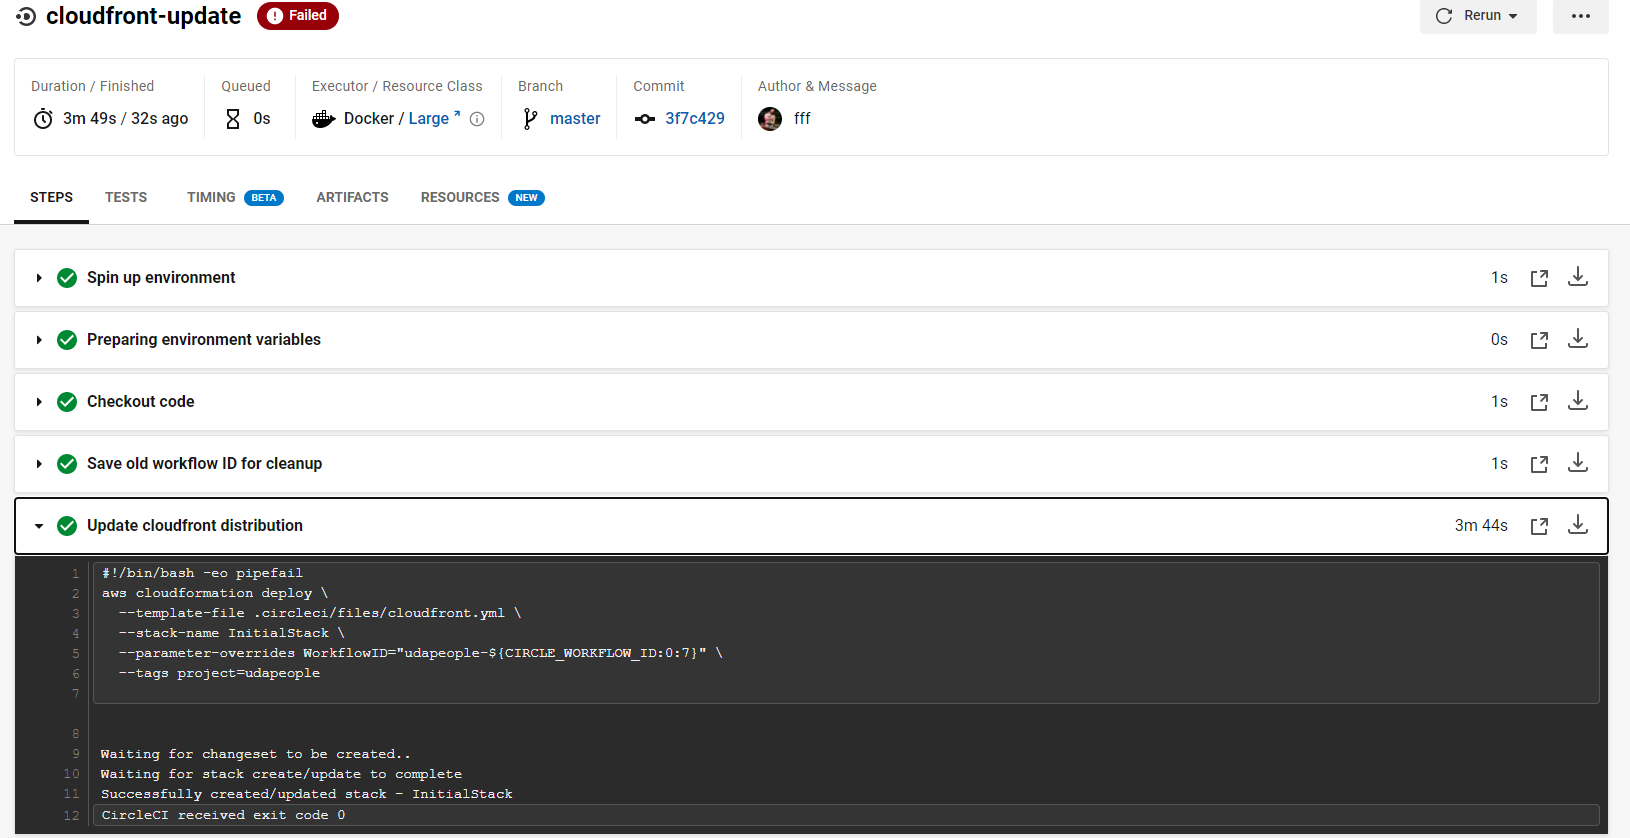 cloudfront-update Failed Rerun
Duration / Finished Queued Executor / Resource Class Branch Commit Author & Message
3m 49s / 32s ago 0s Docker / Large master 3f7c429 fff
STEPS TESTS TIMING BETA ARTIFACTS RESOURCES NEW
Spin up environment 1s
Preparing environment variables 0s
Checkout code 1s
Save old workflow ID for cleanup 1s
Update cloudfront distribution 3m 44s
1 #!/bin/bash -eo pipefail
2 aws cloudformation deploy \
3 --template-file .circleci/files/cloudfront.yml \
4 --stack-name InitialStack \
5 --parameter-overrides WorkflowID="udapeople-${CIRCLE_WORKFLOW_ID:0:7}" \
6 --tags project=udapeople
7
8
9 Waiting for changeset to be created..
10 Waiting for stack create/update to complete
11 Successfully created/updated stack - InitialStack
12 CircleCI received exit code 0